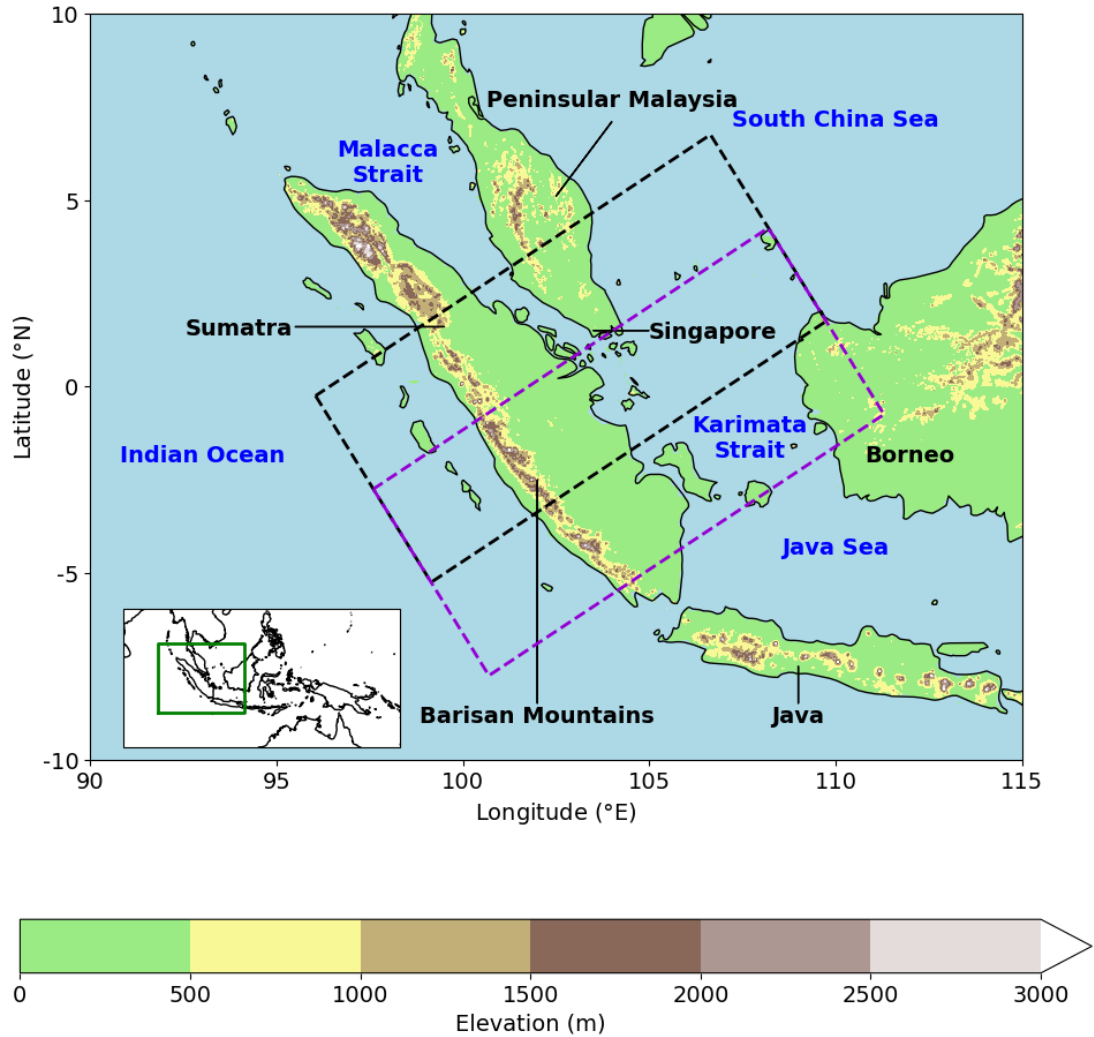 10
Peninsular Malaysia
South China Sea
Malacca
Strait
5
Sumatra
Singapore
Latitude (°N)
0
Karimata
Strait
Indian Ocean
Borneo
Java Sea
-5
Barisan Mountains
Java
-10
90
95
100
105
110
115
Longitude (°E)
0
500
1000
1500
2000
2500
3000
Elevation (m)